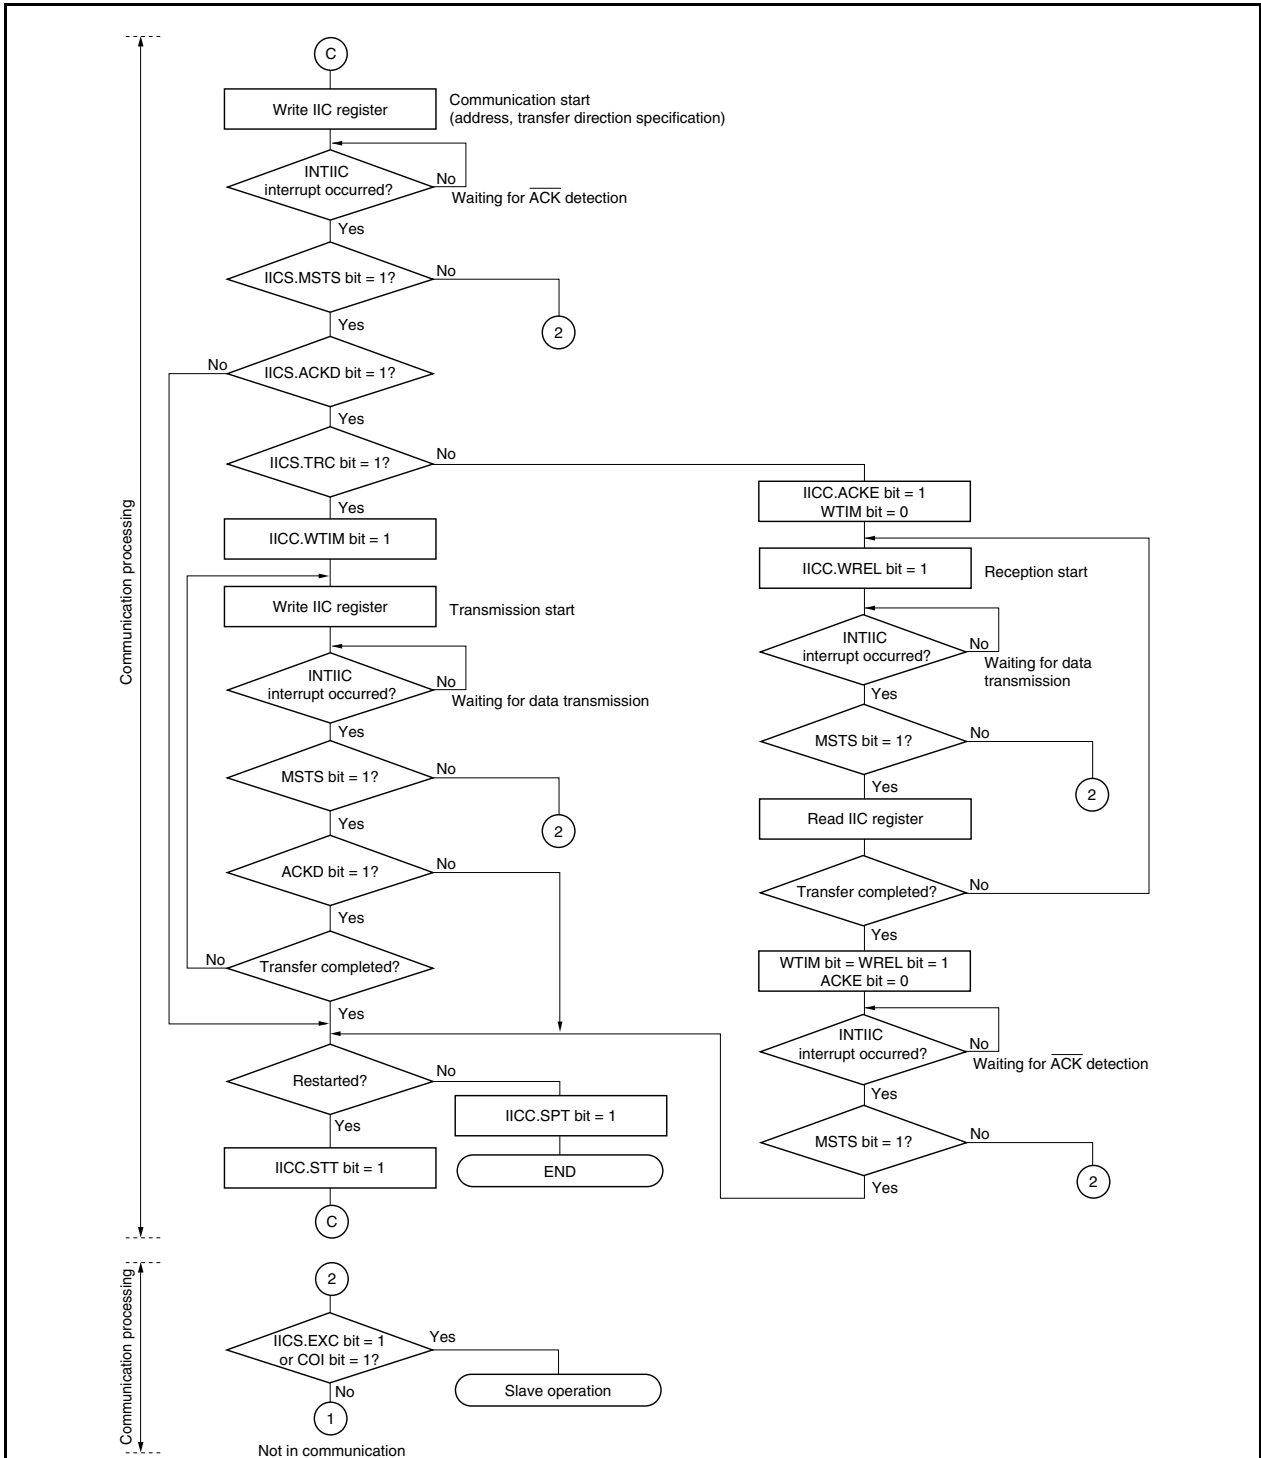 C
Write IIC register
Communication start
(address, transfer direction specification)
INTIIC
interrupt occurred?
No
Waiting for ACK detection
Yes
IICS.MSTS bit = 1?
No
2
Yes
No
IICS.ACKD bit = 1?
Yes
IICS.TRC bit = 1?
No
Yes
IICC.WTIM bit = 1
Write IIC register
Transmission start
INTIIC
interrupt occurred?
No
Waiting for data transmission
Yes
MSTS bit = 1?
No
2
Yes
ACKD bit = 1?
No
Yes
No
Transfer completed?
Yes
IICC.ACKE bit = 1
WTIM bit = 0
IICC.WREL bit = 1
Reception start
INTIIC
interrupt occurred?
No
Waiting for data
transmission
Yes
MSTS bit = 1?
No
2
Yes
Read IIC register
Transfer completed?
No
Yes
WTIM bit = WREL bit = 1
ACKE bit = 0
INTIIC
interrupt occurred?
No
Waiting for ACK detection
Yes
MSTS bit = 1?
No
2
Yes
Restarted?
No
IICC.SPT bit = 1
END
Yes
IICC.STT bit = 1
C
Communication processing
2
IICS.EXC bit = 1
or COI bit = 1?
Yes
Slave operation
No
1
Not in communication
Communication processing